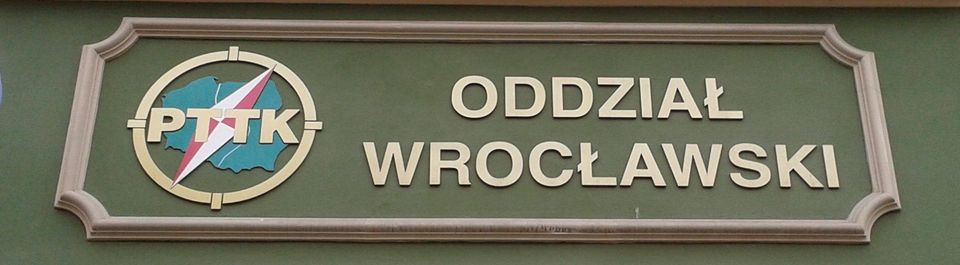 PTTK
ODDZIAŁ
WROCŁAWSKI